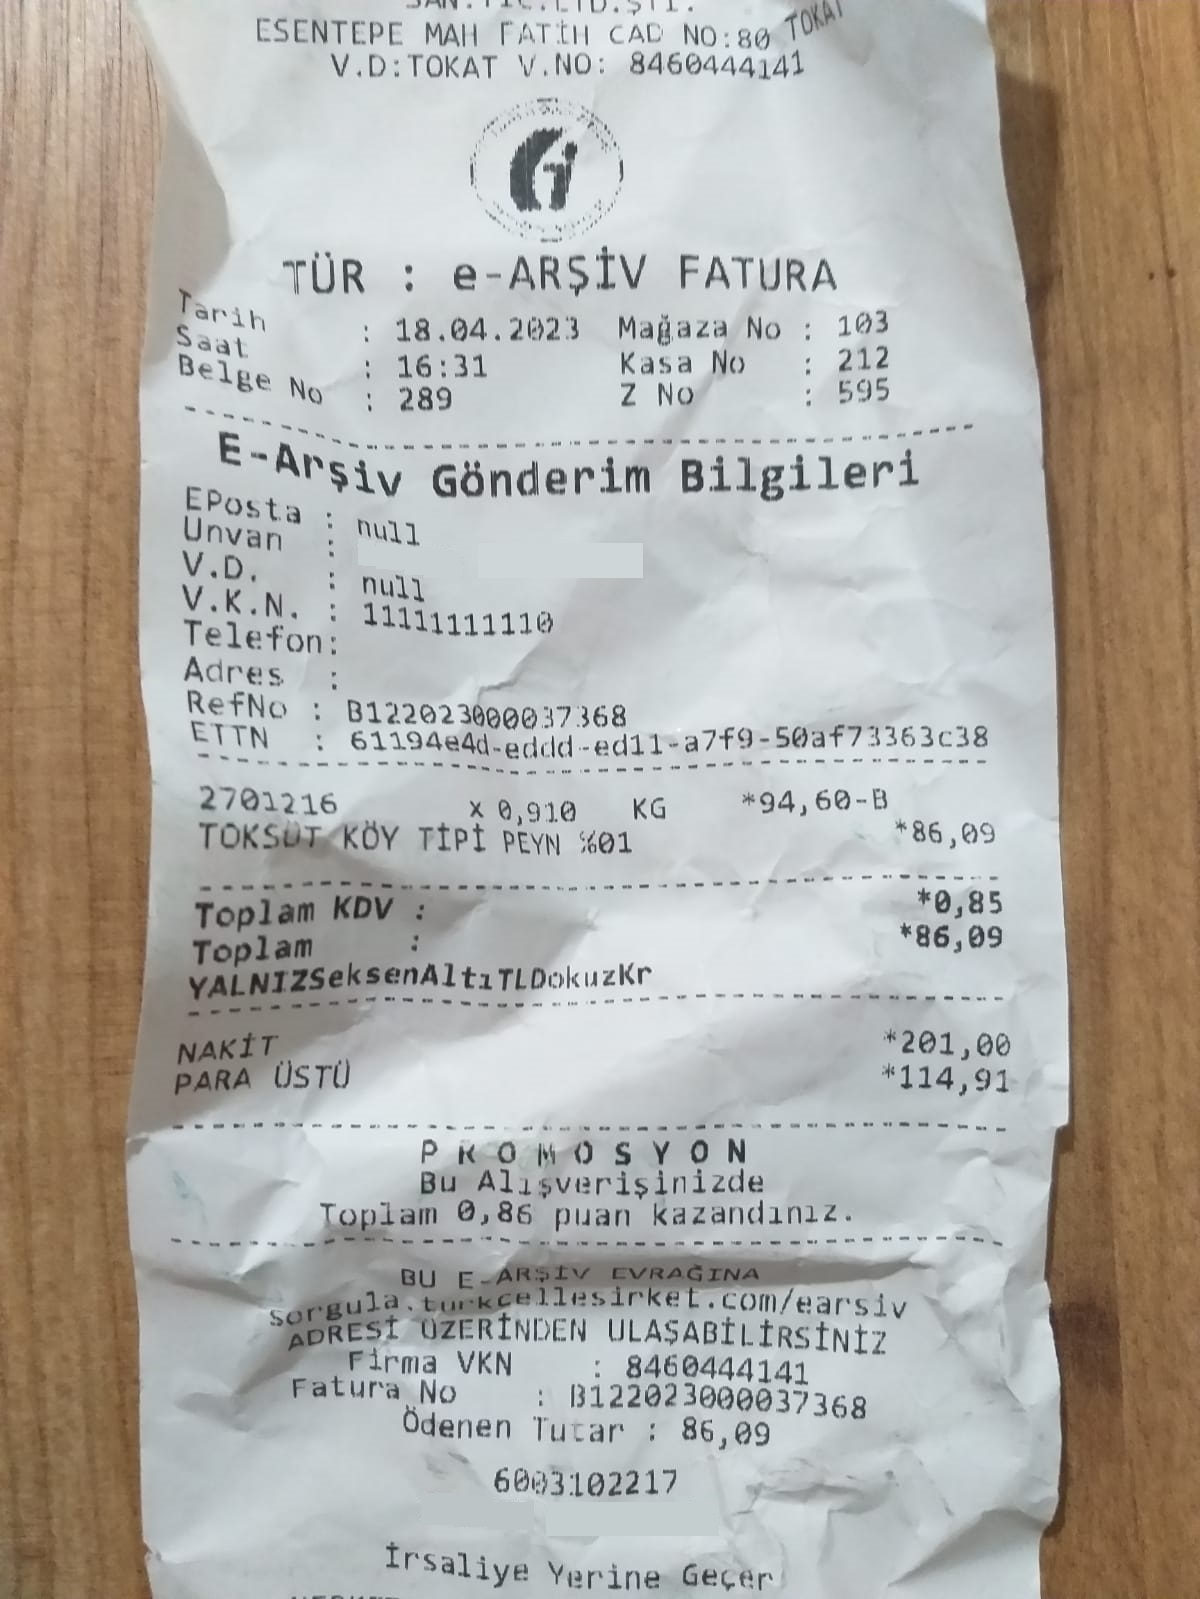 SAN.TİC.LTD.ŞTİ.
ESENTEPE MAH FATİH CAD NO:80 TOKAT
V.D:TOKAT V.NO: 8460444141
TÜR : e-ARŞİV FATURA
Tarih : 18.04.2023 Mağaza No : 103
Saat : 16:31 Kasa No : 212
Belge No : 289 Z No : 595
E-Arşiv Gönderim Bilgileri
EPosta : null
Unvan :
V.D. : null
V.K.N. : 11111111110
Telefon:
Adres :
RefNo : B122023000037368
ETTN : 61194e4d-eddd-ed11-a7f9-50af73363c38
2701216 x 0,910 KG *94,60-B
TOKSÜT KÖY TİPİ PEYN %01 *86,09
Toplam KDV : *0,85
Toplam : *86,09
YALNIZSeksenAltıTLDokuzKr
NAKİT *201,00
PARA ÜSTÜ *114,91
PROMOSYON
Bu Alışverişinizde
Toplam 0,86 puan kazandınız.
BU E-ARŞİV EVRAĞINA
sorgula.turkcellesirket.com/earsiv
ADRESİ ÜZERİNDEN ULAŞABİLİRSİNİZ
Firma VKN : 8460444141
Fatura No : B122023000037368
Ödenen Tutar : 86,09
6003102217
İrsaliye Yerine Geçer